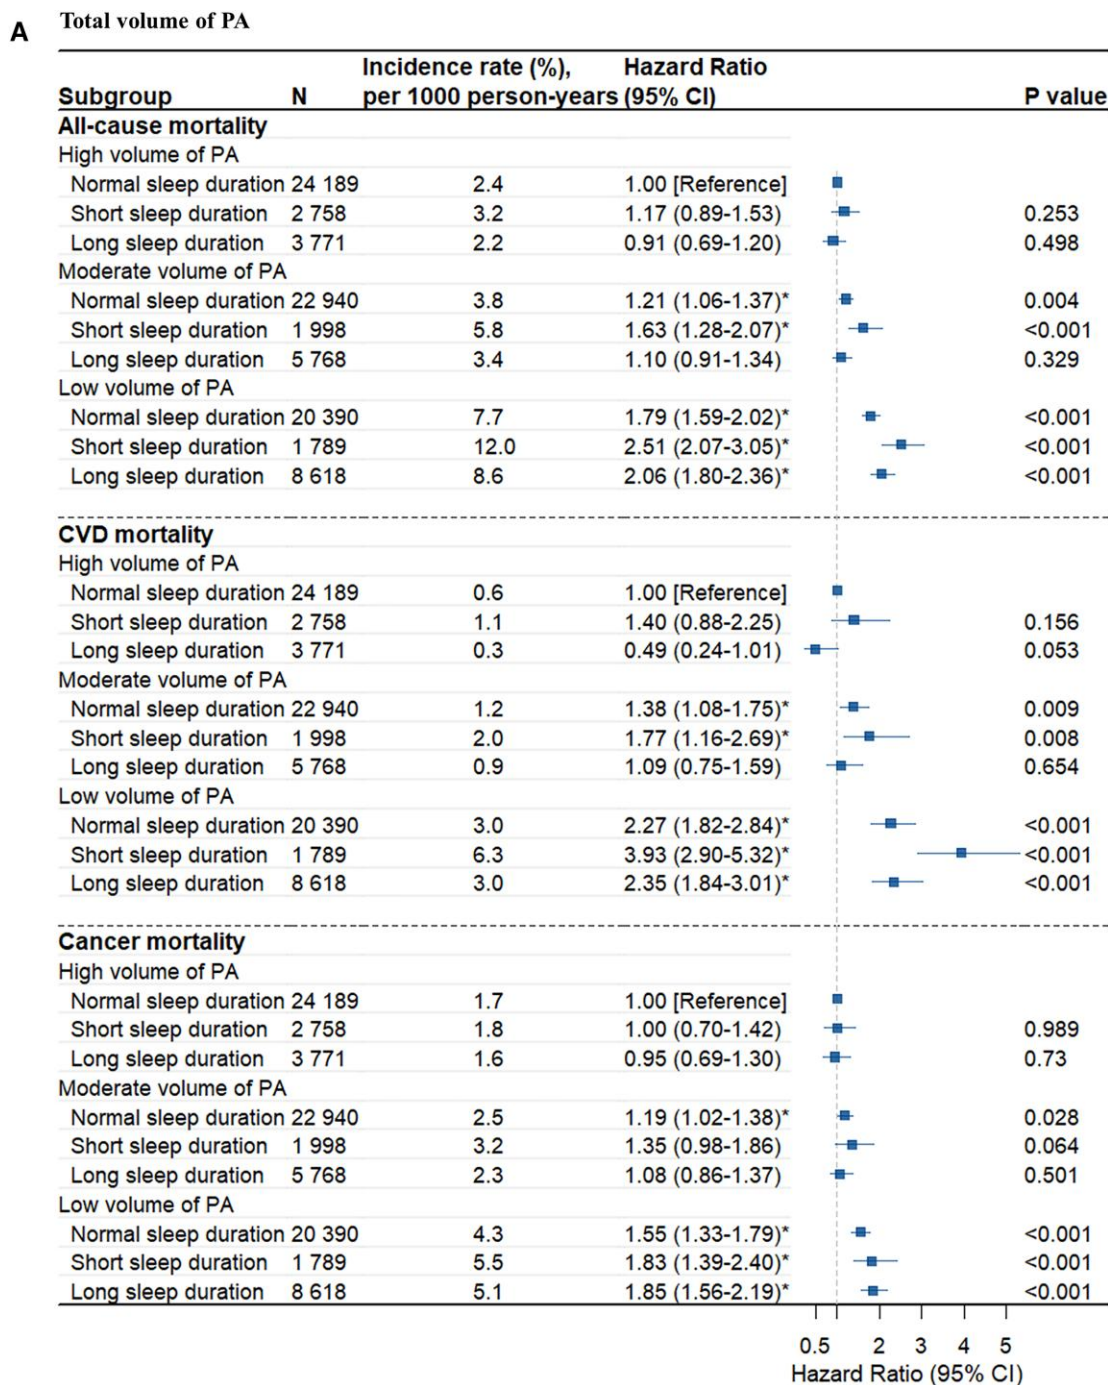 A Total volume of PA
Incidence rate (%), Hazard Ratio
Subgroup N per 1000 person-years (95% CI) P value
All-cause mortality
High volume of PA
Normal sleep duration 24 189 2.4 1.00 [Reference]
Short sleep duration 2 758 3.2 1.17 (0.89-1.53) 0.253
Long sleep duration 3 771 2.2 0.91 (0.69-1.20) 0.498
Moderate volume of PA
Normal sleep duration 22 940 3.8 1.21 (1.06-1.37)* 0.004
Short sleep duration 1 998 5.8 1.63 (1.28-2.07)* <0.001
Long sleep duration 5 768 3.4 1.10 (0.91-1.34) 0.329
Low volume of PA
Normal sleep duration 20 390 7.7 1.79 (1.59-2.02)* <0.001
Short sleep duration 1 789 12.0 2.51 (2.07-3.05)* <0.001
Long sleep duration 8 618 8.6 2.06 (1.80-2.36)* <0.001
CVD mortality
High volume of PA
Normal sleep duration 24 189 0.6 1.00 [Reference]
Short sleep duration 2 758 1.1 1.40 (0.88-2.25) 0.156
Long sleep duration 3 771 0.3 0.49 (0.24-1.01) 0.053
Moderate volume of PA
Normal sleep duration 22 940 1.2 1.38 (1.08-1.75)* 0.009
Short sleep duration 1 998 2.0 1.77 (1.16-2.69)* 0.008
Long sleep duration 5 768 0.9 1.09 (0.75-1.59) 0.654
Low volume of PA
Normal sleep duration 20 390 3.0 2.27 (1.82-2.84)* <0.001
Short sleep duration 1 789 6.3 3.93 (2.90-5.32)* <0.001
Long sleep duration 8 618 3.0 2.35 (1.84-3.01)* <0.001
Cancer mortality
High volume of PA
Normal sleep duration 24 189 1.7 1.00 [Reference]
Short sleep duration 2 758 1.8 1.00 (0.70-1.42) 0.989
Long sleep duration 3 771 1.6 0.95 (0.69-1.30) 0.73
Moderate volume of PA
Normal sleep duration 22 940 2.5 1.19 (1.02-1.38)* 0.028
Short sleep duration 1 998 3.2 1.35 (0.98-1.86) 0.064
Long sleep duration 5 768 2.3 1.08 (0.86-1.37) 0.501
Low volume of PA
Normal sleep duration 20 390 4.3 1.55 (1.33-1.79)* <0.001
Short sleep duration 1 789 5.5 1.83 (1.39-2.40)* <0.001
Long sleep duration 8 618 5.1 1.85 (1.56-2.19)* <0.001
0.5 2 3 4 5
Hazard Ratio (95% CI)